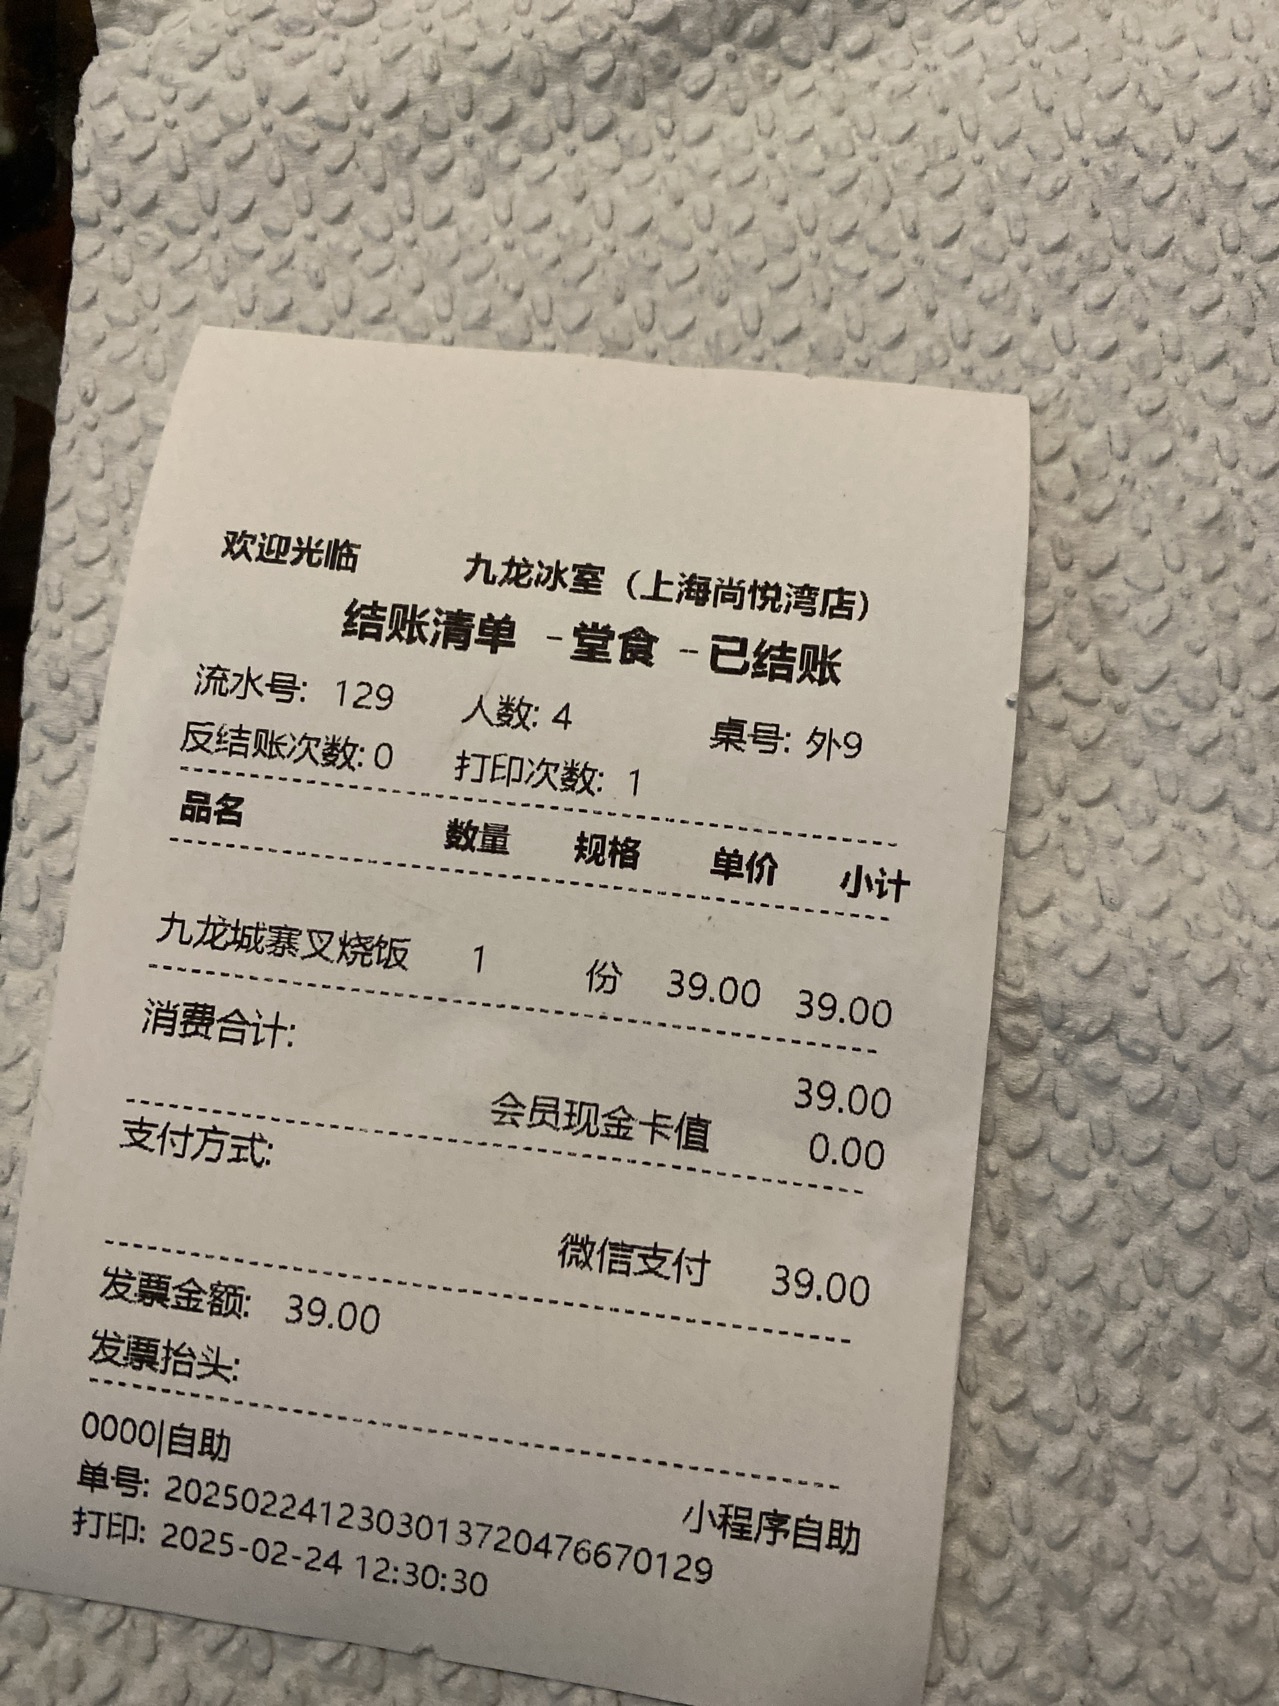 欢迎光临 九龙冰室（上海尚悦湾店）
结账清单 -堂食 --已结账
流水号: 129 人数: 4 桌号: 外9
反结账次数: 0 打印次数: 1
品名 数量 规格 单价 小计
九龙城寨叉烧饭 1 份 39.00 39.00
消费合计: 39.00
会员现金卡值 0.00
支付方式:
微信支付 39.00
发票金额: 39.00
发票抬头:
0000|自助 小程序自助
单号: 20250224123030137204766​70129
打印: 2025-02-24 12:30:30